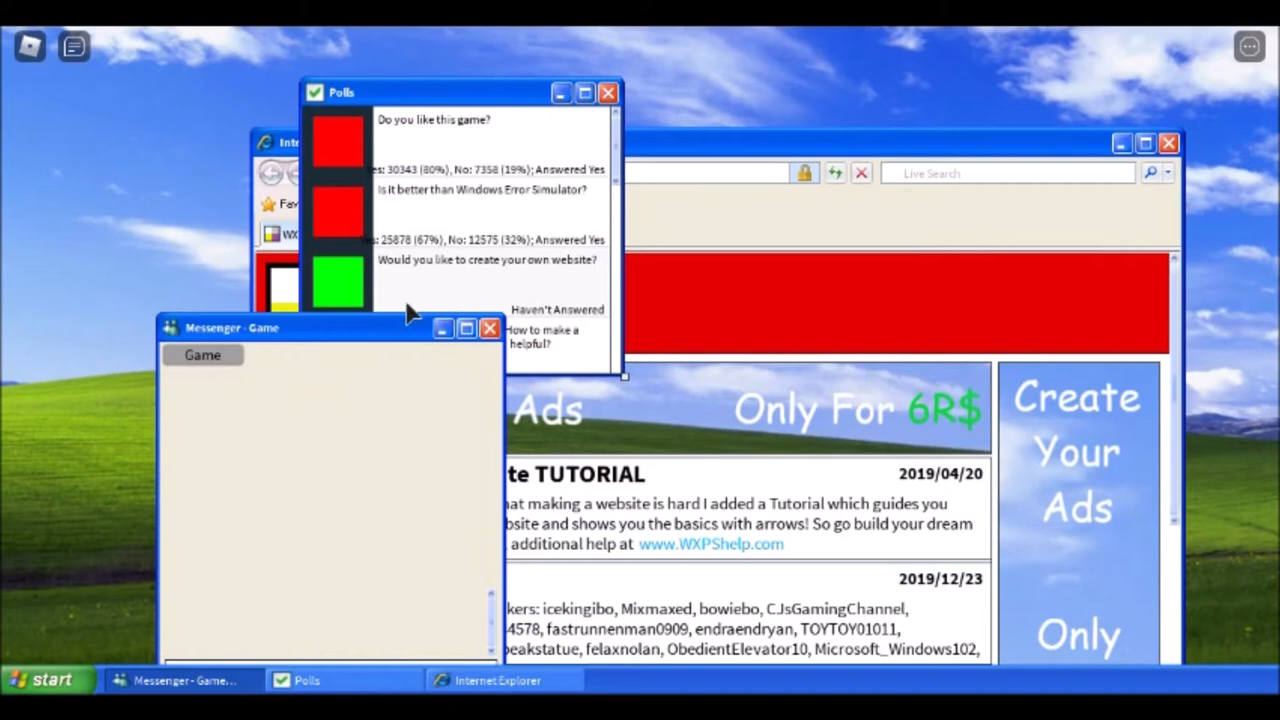 Polls
Do you like this game?
es: 30343 (80%), No: 7358 (19%); Answered Yes
Is it better than Windows Error Simulator?
es: 25878 (67%), No: 12575 (32%); Answered Yes
Would you like to create your own website?
Haven't Answered
How to make a
helpful?
Inte
Live Search
Fav
WX
Messenger - Game
Game
Ads
Only For 6R$
Create
Your
Ads
Only
te TUTORIAL
2019/04/20
hat making a website is hard I added a Tutorial which guides you
bsite and shows you the basics with arrows! So go build your dream
additional help at www.WXPShelp.com
2019/12/23
kers: icekingibo, Mixmaxed, bowiebo, CJsGamingChannel,
4578, fastrunnenman0909, endraendryan, TOYTOY01011,
peakstatue, felaxnolan, ObedientElevator10, Microsoft_Windows102,
start
Messenger - Game...
Polls
Internet Explorer